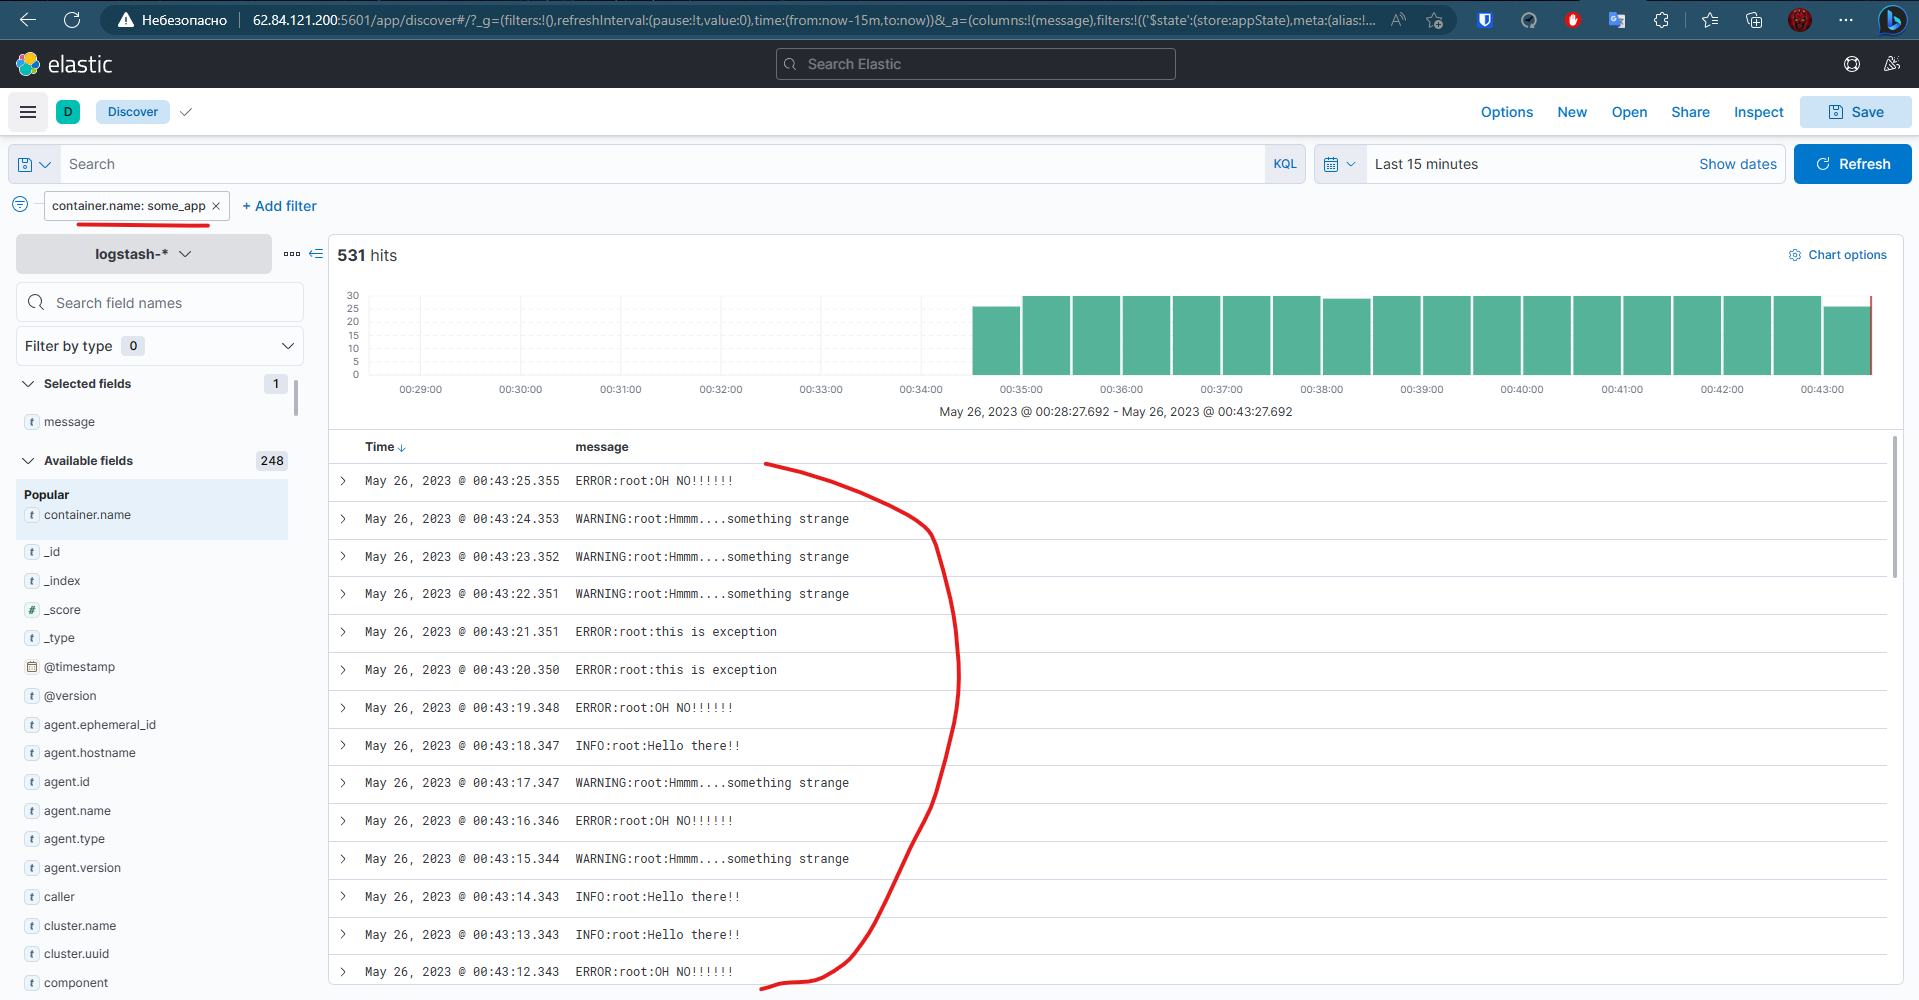 Небезопасно
62.84.121.200:5601/app/discover#/?_g=(filters:!(),refreshInterval:(pause:!t,value:0),time:(from:now-15m,to:now))&_a=(columns:!(message),filters:!(('$state':(store:appState),meta:(alias:!...
elastic
Search Elastic
D
Discover
Options
New
Open
Share
Inspect
Save
Search
KQL
Last 15 minutes
Show dates
Refresh
container.name: some_app ×
+ Add filter
logstash-*
531 hits
Chart options
Search field names
Filter by type 0
Selected fields 1
t message
Available fields 248
Popular
t container.name
t _id
t _index
# _score
t _type
@timestamp
t @version
t agent.ephemeral_id
t agent.hostname
t agent.id
t agent.name
t agent.type
t agent.version
t caller
t cluster.name
t cluster.uuid
t component
30
25
20
15
10
5
0
00:29:00 00:30:00 00:31:00 00:32:00 00:33:00 00:34:00 00:35:00 00:36:00 00:37:00 00:38:00 00:39:00 00:40:00 00:41:00 00:42:00 00:43:00
May 26, 2023 @ 00:28:27.692 - May 26, 2023 @ 00:43:27.692
Time message
May 26, 2023 @ 00:43:25.355 ERROR:root:OH NO!!!!!!
May 26, 2023 @ 00:43:24.353 WARNING:root:Hmmm....something strange
May 26, 2023 @ 00:43:23.352 WARNING:root:Hmmm....something strange
May 26, 2023 @ 00:43:22.351 WARNING:root:Hmmm....something strange
May 26, 2023 @ 00:43:21.351 ERROR:root:this is exception
May 26, 2023 @ 00:43:20.350 ERROR:root:this is exception
May 26, 2023 @ 00:43:19.348 ERROR:root:OH NO!!!!!!
May 26, 2023 @ 00:43:18.347 INFO:root:Hello there!!
May 26, 2023 @ 00:43:17.347 WARNING:root:Hmmm....something strange
May 26, 2023 @ 00:43:16.346 ERROR:root:OH NO!!!!!!
May 26, 2023 @ 00:43:15.344 WARNING:root:Hmmm....something strange
May 26, 2023 @ 00:43:14.343 INFO:root:Hello there!!
May 26, 2023 @ 00:43:13.343 INFO:root:Hello there!!
May 26, 2023 @ 00:43:12.343 ERROR:root:OH NO!!!!!!